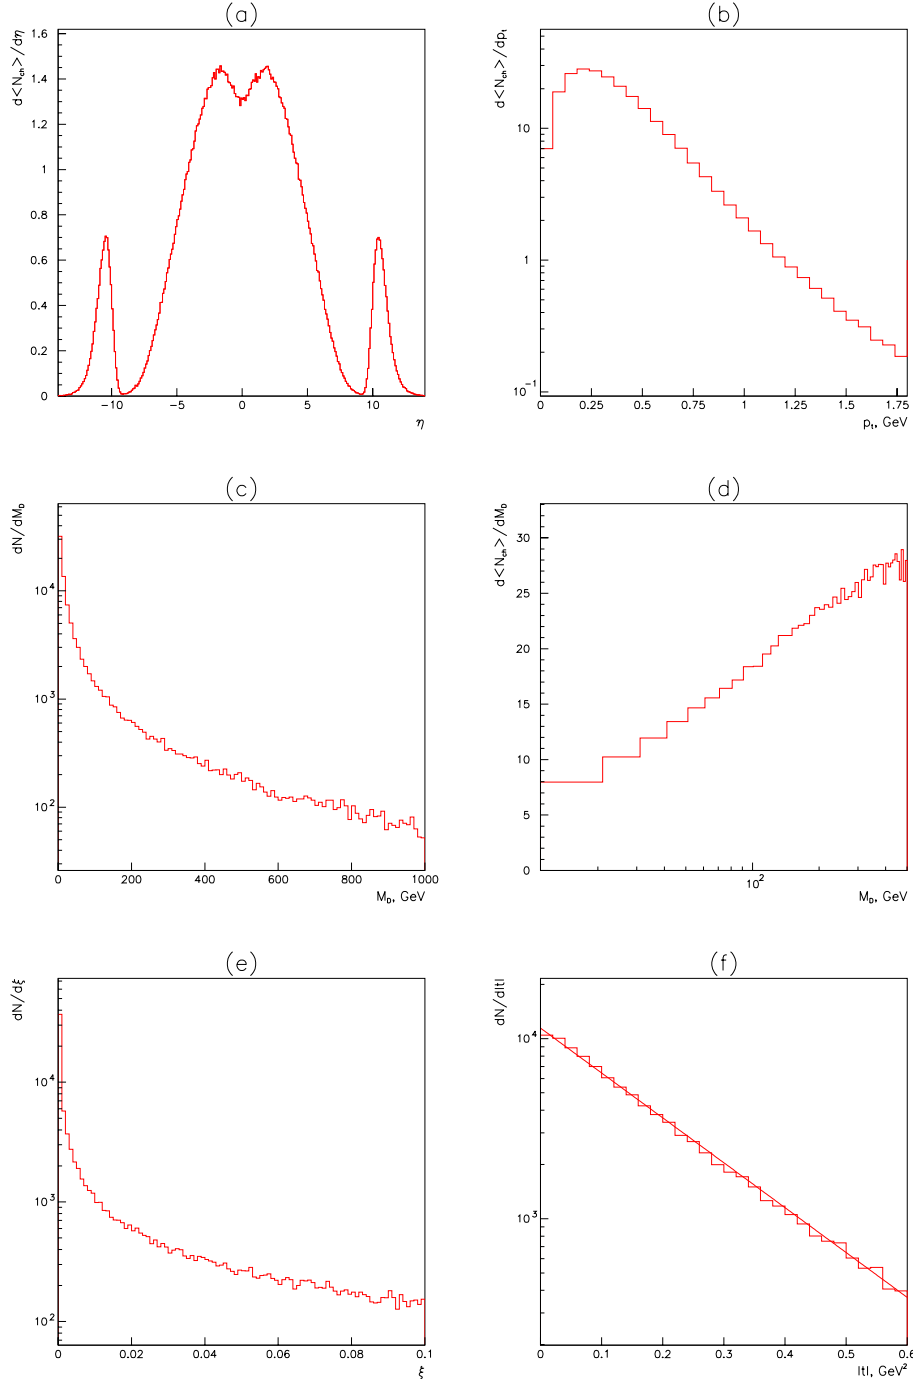 (a)
d<N_ch>/dη
1.6
1.4
1.2
1
0.8
0.6
0.4
0.2
0
−10 −5 0 5 10
η
(b)
d<N_ch>/dp_t
10
1
10^−1
0 0.25 0.5 0.75 1 1.25 1.5 1.75
p_t, GeV
(c)
dN/dM_D
10^4
10^3
10^2
0 200 400 600 800 1000
M_D, GeV
(d)
d<N_ch>/dM_D
30
25
20
15
10
5
0
10^2
M_D, GeV
(e)
dN/dξ
10^4
10^3
10^2
0 0.02 0.04 0.06 0.08 0.1
ξ
(f)
dN/d|t|
10^4
10^3
0 0.1 0.2 0.3 0.4 0.5 0.6
|t|, GeV^2